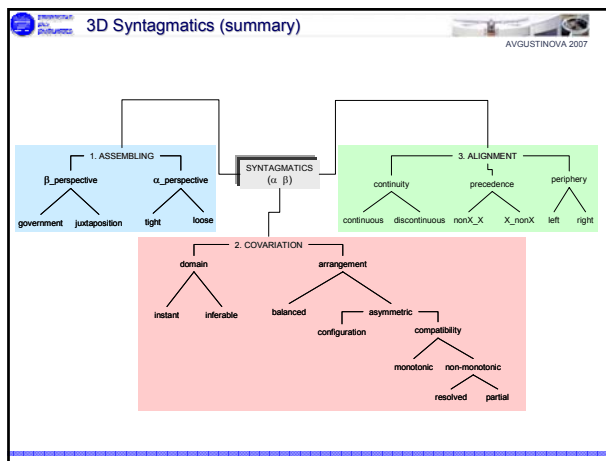 3D Syntagmatics (summary)
AVGUSTINOVA 2007
1. ASSEMBLING
β_perspective
α_perspective
government
juxtaposition
tight
loose
SYNTAGMATICS
(α β)
3. ALIGNMENT
continuity
precedence
periphery
continuous
discontinuous
nonX_X
X_nonX
left
right
2. COVARIATION
domain
arrangement
instant
inferable
balanced
asymmetric
configuration
compatibility
monotonic
non-monotonic
resolved
partial